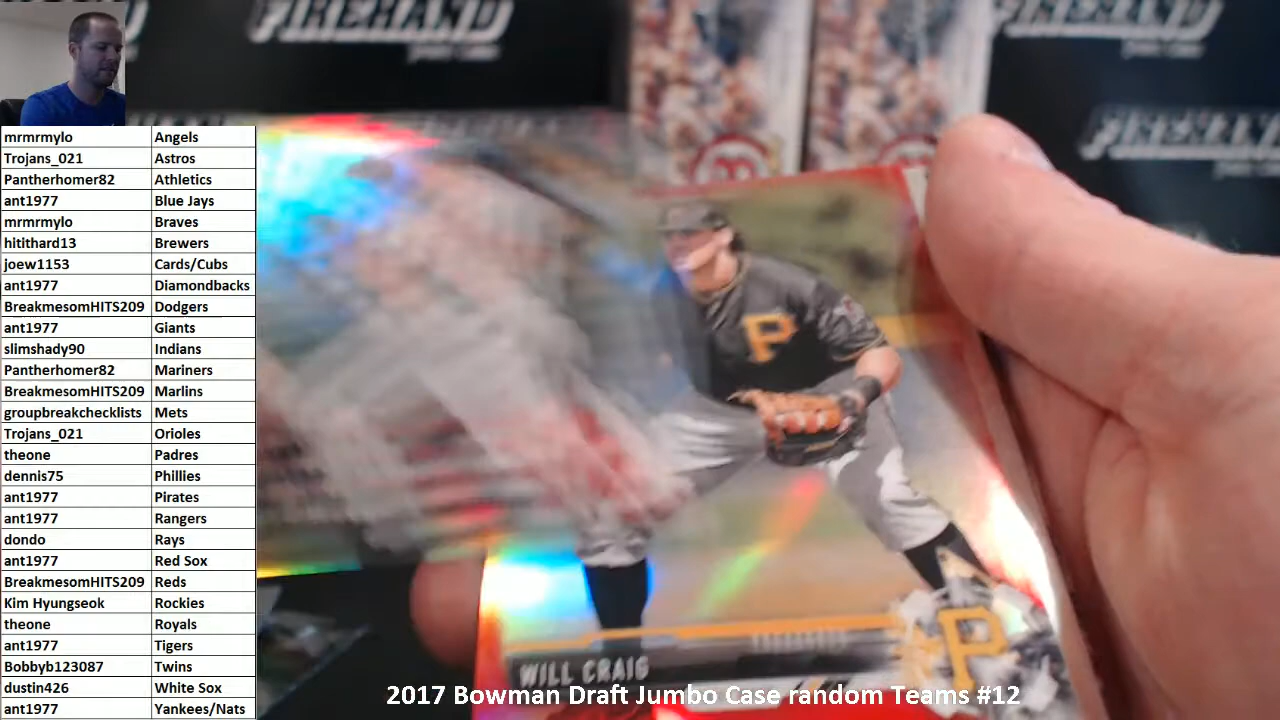 FIREHAND
FIREHAND
FIREHAND
mrmrmylo Angels
Trojans_021 Astros
Pantherhomer82 Athletics
ant1977 Blue Jays
mrmrmylo Braves
hitithard13 Brewers
joew1153 Cards/Cubs
ant1977 Diamondbacks
BreakmesomHITS209 Dodgers
ant1977 Giants
slimshady90 Indians
Pantherhomer82 Mariners
BreakmesomHITS209 Marlins
groupbreakchecklists Mets
Trojans_021 Orioles
theone Padres
dennis75 Phillies
ant1977 Pirates
ant1977 Rangers
dondo Rays
ant1977 Red Sox
BreakmesomHITS209 Reds
Kim Hyungseok Rockies
theone Royals
ant1977 Tigers
Bobbyb123087 Twins
dustin426 White Sox
ant1977 Yankees/Nats
P
P
WILL CRAIG
2017 Bowman Draft Jumbo Case random Teams #12